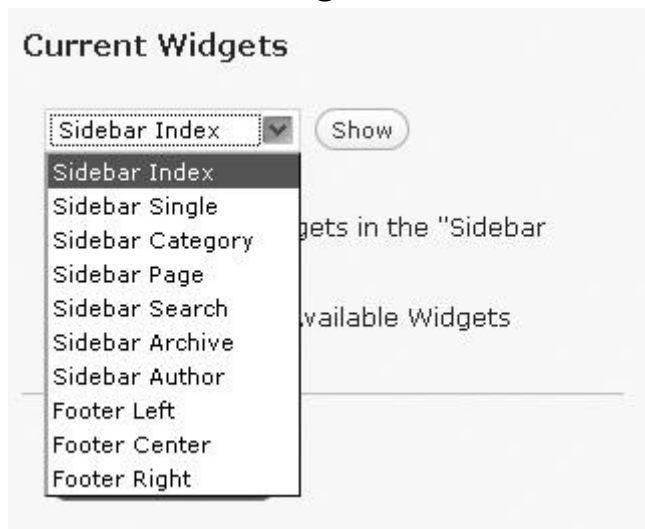 Current Widgets
Sidebar Index
Show
Sidebar Index
Sidebar Single
Sidebar Category
gets in the "Sidebar
Sidebar Page
Sidebar Search
vailable Widgets
Sidebar Archive
Sidebar Author
Footer Left
Footer Center
Footer Right